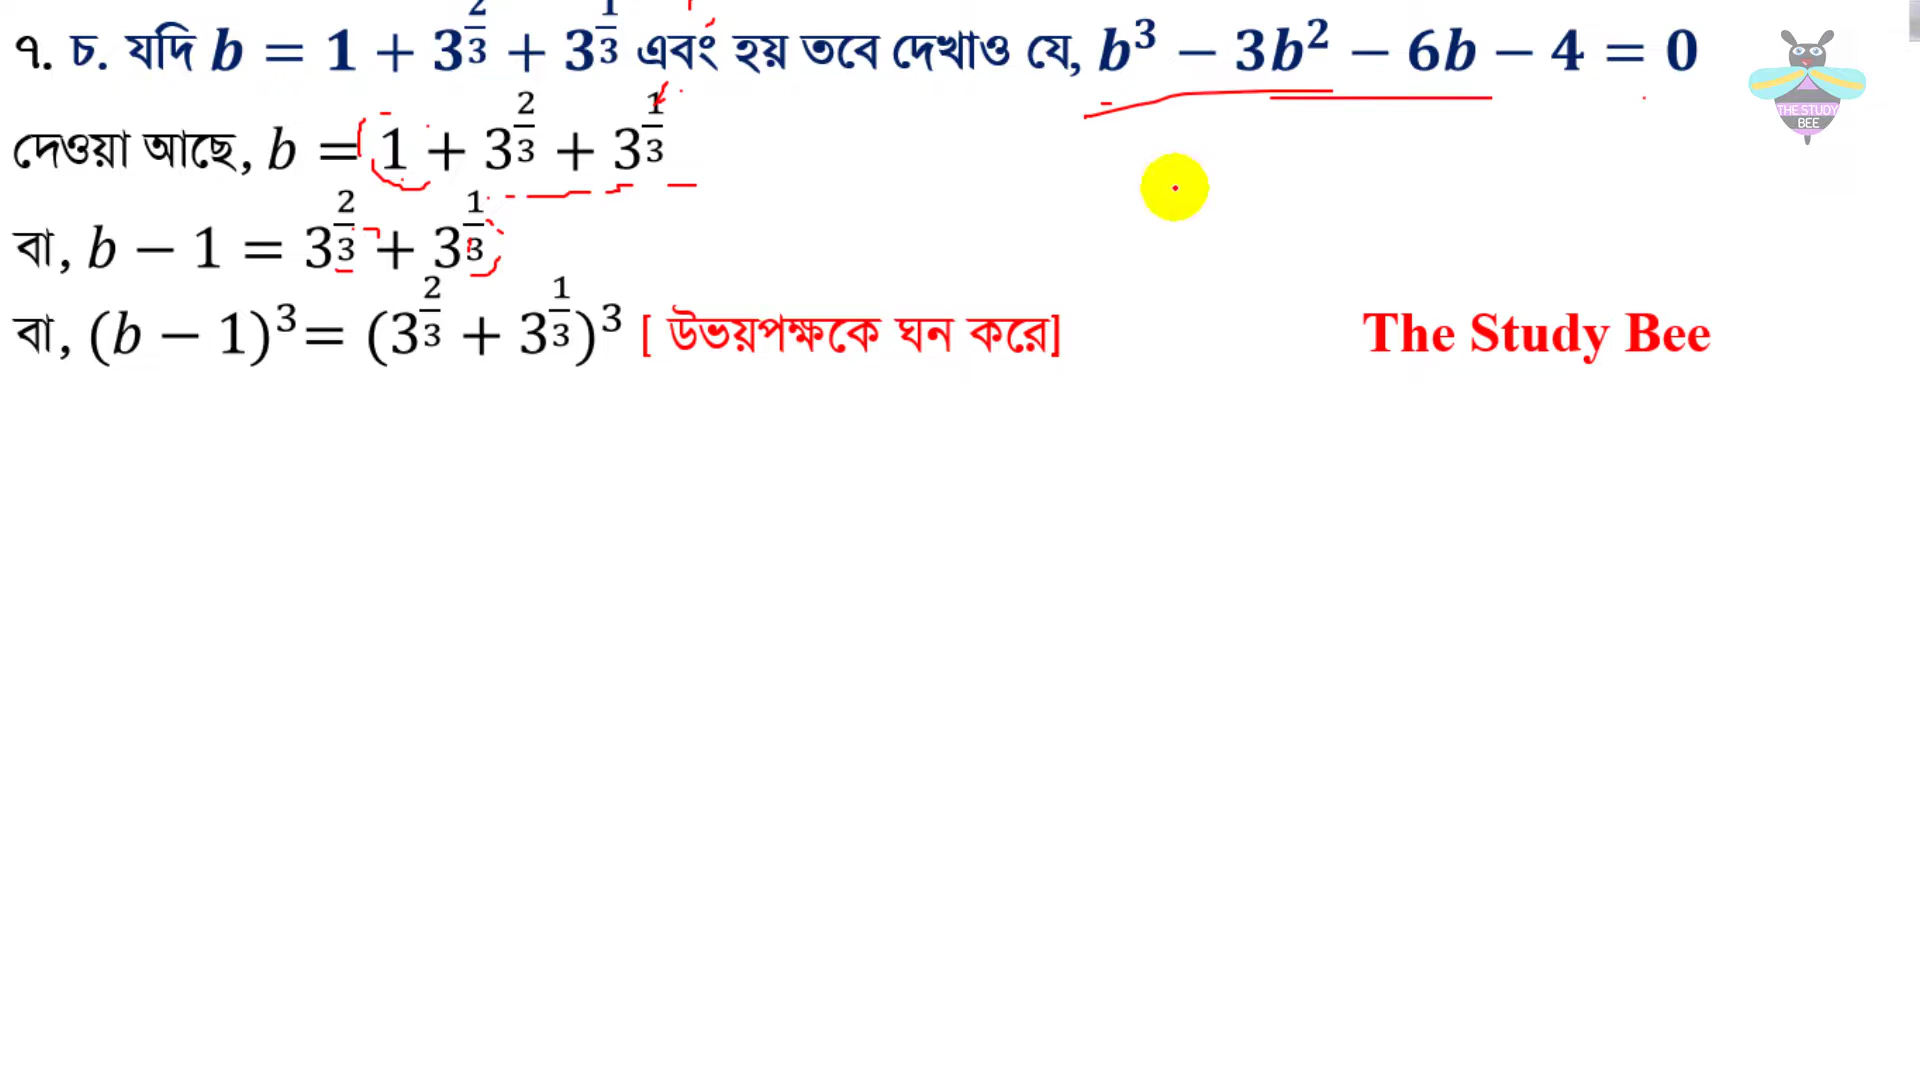 ৭. চ. যদি b = 1 + 3^(2/3) + 3^(1/3) এবং হয় তবে দেখাও যে, b³ − 3b² − 6b − 4 = 0
THE STUDY BEE
দেওয়া আছে, b = 1 + 3^(2/3) + 3^(1/3)
বা, b − 1 = 3^(2/3) + 3^(1/3)
বা, (b − 1)³ = (3^(2/3) + 3^(1/3))³ [ উভয়পক্ষকে ঘন করে]
The Study Bee